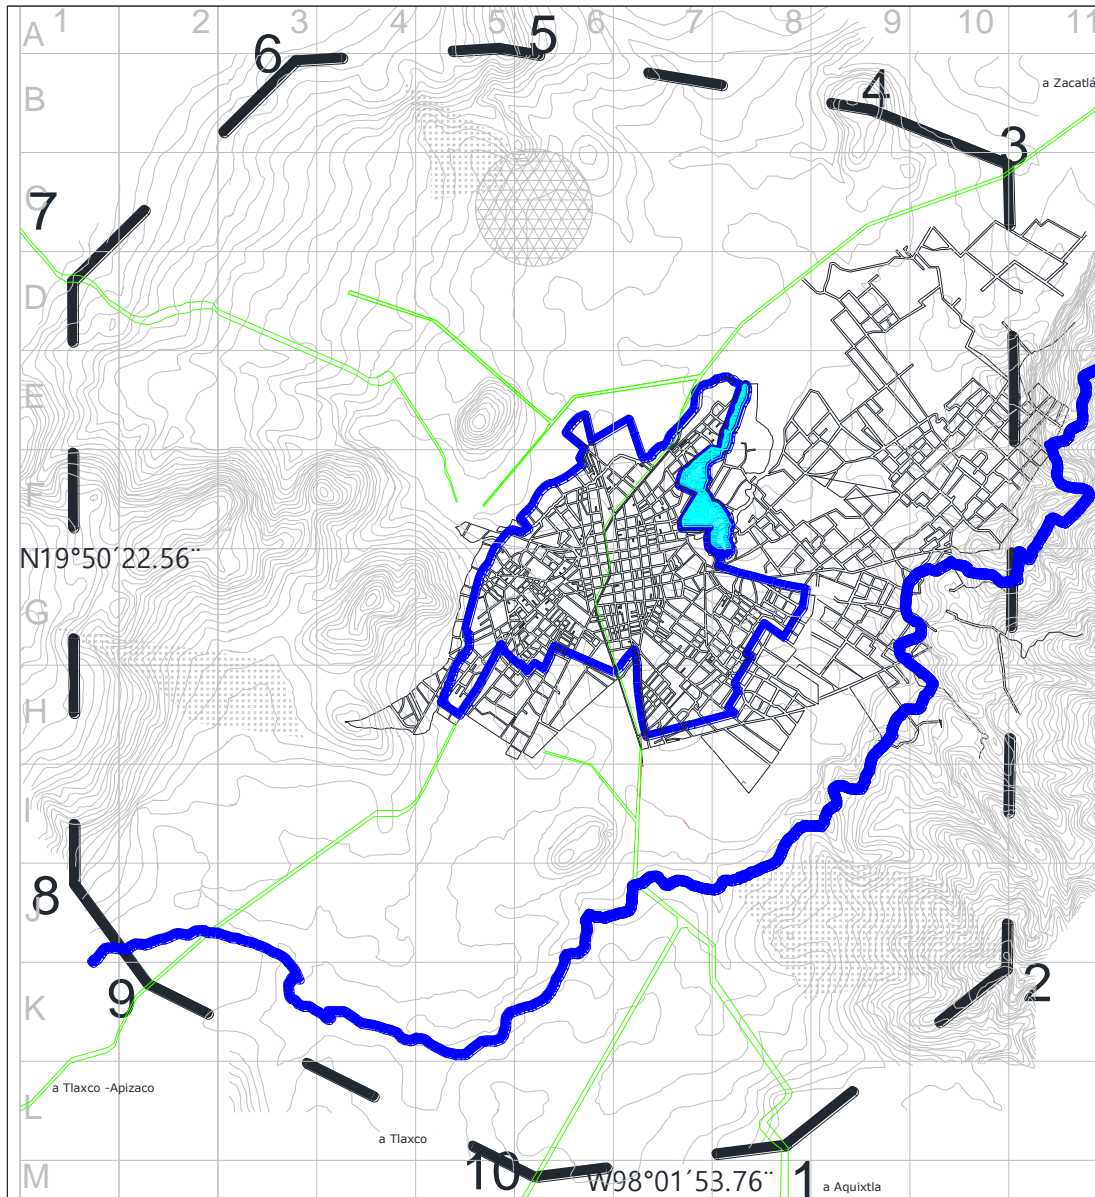 1 2 3 4 5 6 7 8 9 10 11
A
6 5
B
4
a Zacatlá
3
C
7
D
E
F
N19°50´22.56¨
G
H
I
8
J
9
K
2
a Tlaxco -Apizaco
L
a Tlaxco
10
W98°01´53.76¨
1
a Aquixtla
M